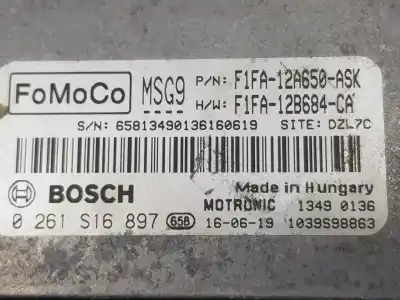 FoMoCo MSG9 P/N: F1FA-12A650-ASK
H/W: F1FA-12B684-CA
S/N: 65813490136160619 SITE: DZL7C
BOSCH Made in Hungary
MOTRONIC 1349 0136
0 261 S16 897 658 16-06-19 1039S98863